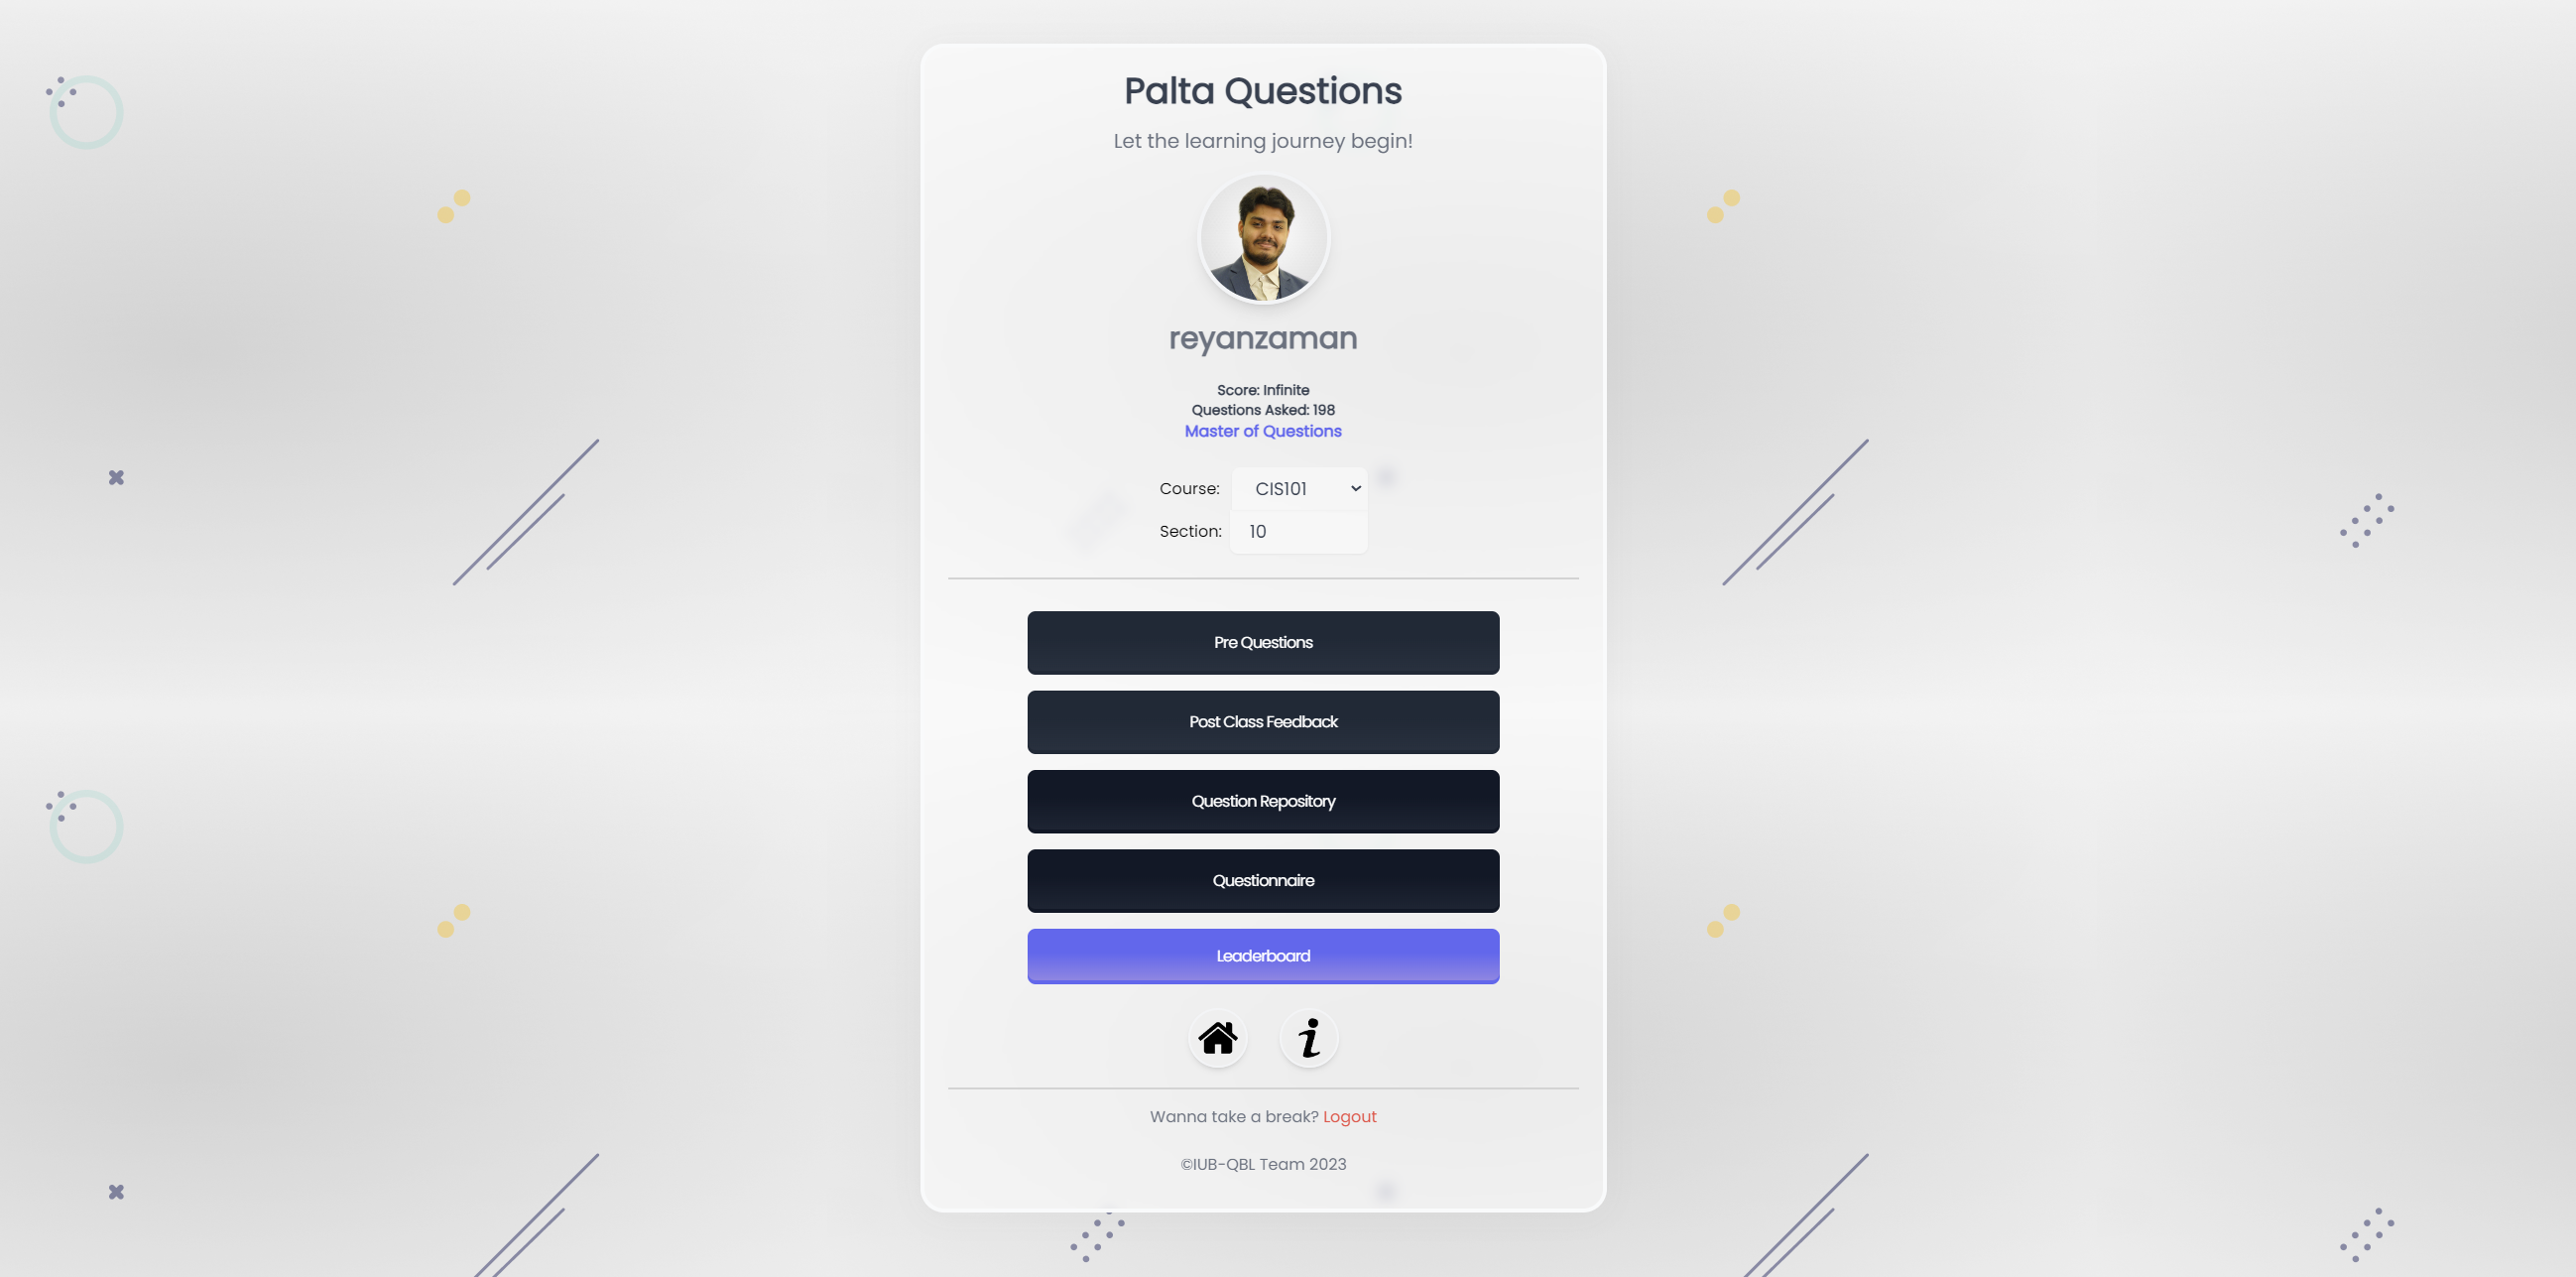 Palta Questions
Let the learning journey begin!
reyanzaman
Score: Infinite
Questions Asked: 198
Master of Questions
Course: CIS101
Section: 10
Pre Questions
Post Class Feedback
Question Repository
Questionnaire
Leaderboard
Wanna take a break? Logout
©IUB-QBL Team 2023